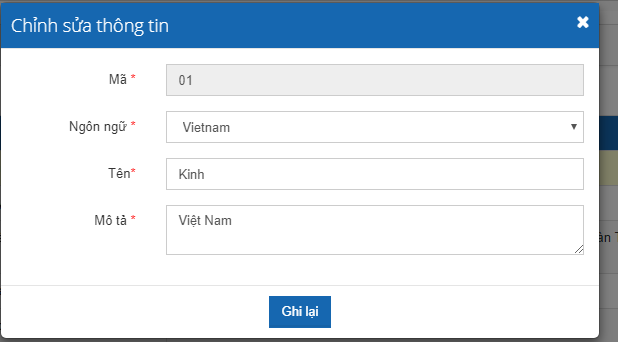 Chỉnh sửa thông tin ✖
Mã * 01
Ngôn ngữ * Vietnam
Tên* Kinh
Mô tả * Việt Nam
Ghi lại